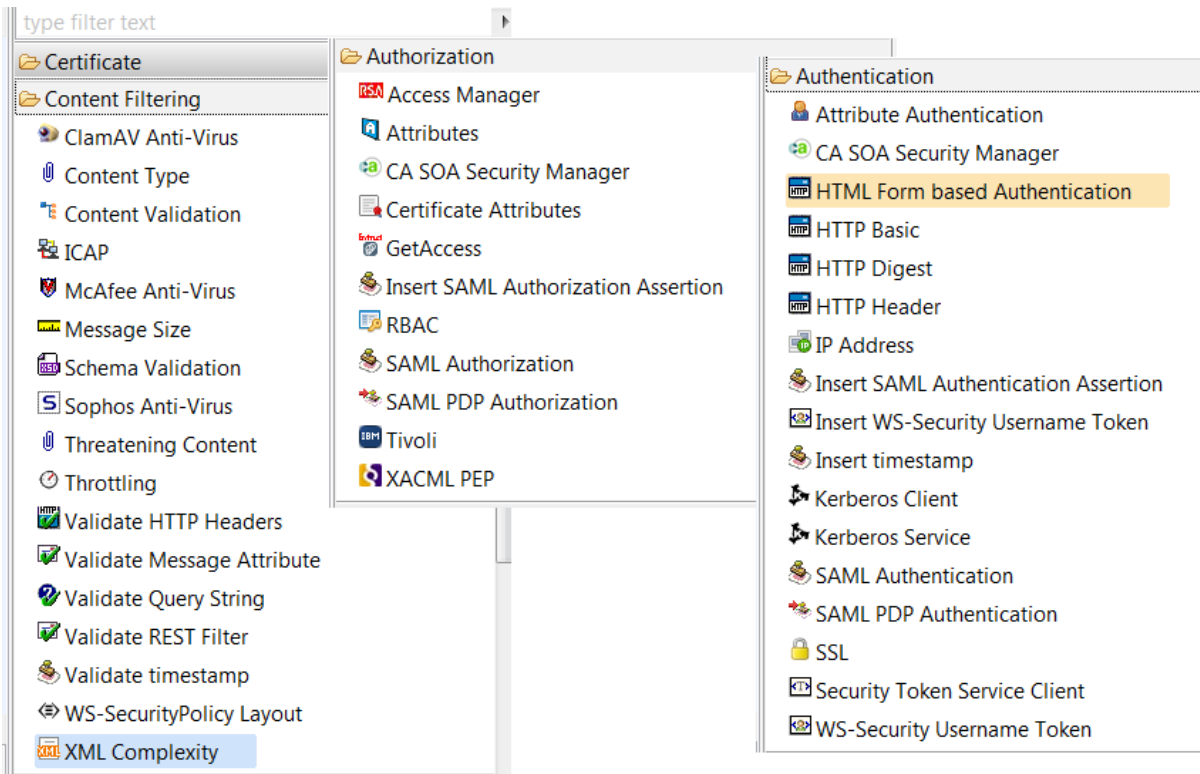 type filter text
Certificate
Content Filtering
ClamAV Anti-Virus
Content Type
Content Validation
ICAP
McAfee Anti-Virus
Message Size
Schema Validation
Sophos Anti-Virus
Threatening Content
Throttling
Validate HTTP Headers
Validate Message Attribute
Validate Query String
Validate REST Filter
Validate timestamp
WS-SecurityPolicy Layout
XML Complexity
Authorization
RSA Access Manager
Attributes
CA SOA Security Manager
Certificate Attributes
GetAccess
Insert SAML Authorization Assertion
RBAC
SAML Authorization
SAML PDP Authorization
IBM Tivoli
XACML PEP
Authentication
Attribute Authentication
CA SOA Security Manager
HTTP HTML Form based Authentication
HTTP HTTP Basic
HTTP HTTP Digest
HTTP HTTP Header
IP Address
Insert SAML Authentication Assertion
Insert WS-Security Username Token
Insert timestamp
Kerberos Client
Kerberos Service
SAML Authentication
SAML PDP Authentication
SSL
Security Token Service Client
WS-Security Username Token